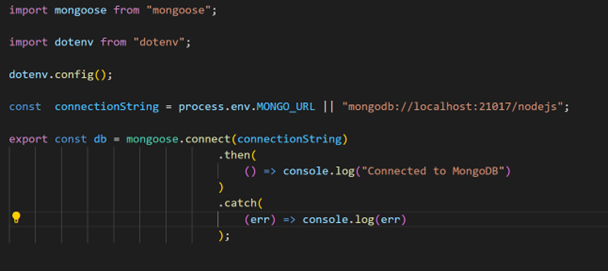 import mongoose from "mongoose";
import dotenv from "dotenv";
dotenv.config();
const  connectionString = process.env.MONGO_URL || "mongodb://localhost:21017/nodejs";
export const db = mongoose.connect(connectionString)
.then(
() => console.log("Connected to MongoDB")
)
.catch(
(err) => console.log(err)
);